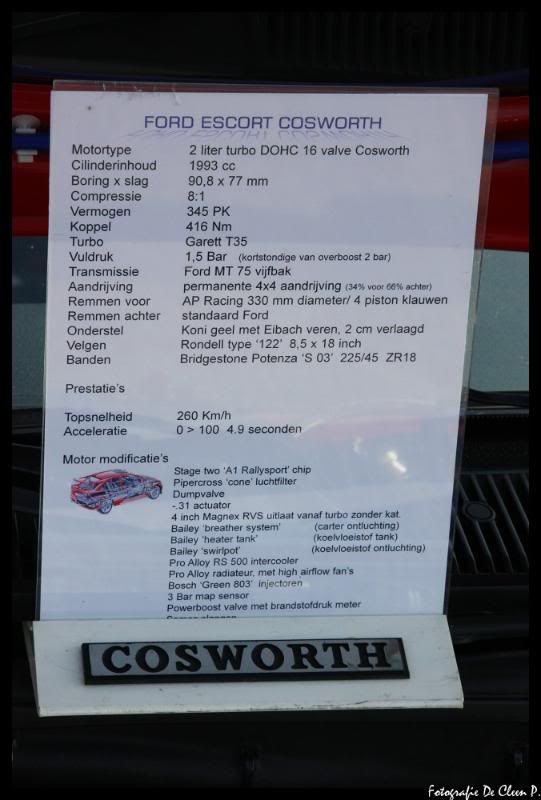 FORD ESCORT COSWORTH
Motortype 2 liter turbo DOHC 16 valve Cosworth
Cilinderinhoud 1993 cc
Boring x slag 90,8 x 77 mm
Compressie 8:1
Vermogen 345 PK
Koppel 416 Nm
Turbo Garett T35
Vuldruk 1,5 Bar (kortstondige van overboost 2 bar)
Transmissie Ford MT 75 vijfbak
Aandrijving permanente 4x4 aandrijving (34% voor 66% achter)
Remmen voor AP Racing 330 mm diameter/ 4 piston klauwen
Remmen achter standaard Ford
Onderstel Koni geel met Eibach veren, 2 cm verlaagd
Velgen Rondell type ‘122’ 8,5 x 18 inch
Banden Bridgestone Potenza ‘S 03’ 225/45 ZR18
Prestatie’s
Topsnelheid 260 Km/h
Acceleratie 0 > 100 4.9 seconden
Motor modificatie’s
Stage two ‘A1 Rallysport’ chip
Pipercross ‘cone’ luchtfilter
Dumpvalve
-.31 actuator
4 inch Magnex RVS uitlaat vanaf turbo zonder kat.
Bailey ‘breather system’ (carter ontluchting)
Bailey ‘heater tank’ (koelvloeistof tank)
Bailey ‘swirlpot’ (koelvloeistof ontluchting)
Pro Alloy RS 500 intercooler
Pro Alloy radiateur, met high airflow fan’s
Bosch ‘Green 803’ injectoren
3 Bar map sensor
Powerboost valve met brandstofdruk meter
COSWORTH
Fotografie De Cleen P.